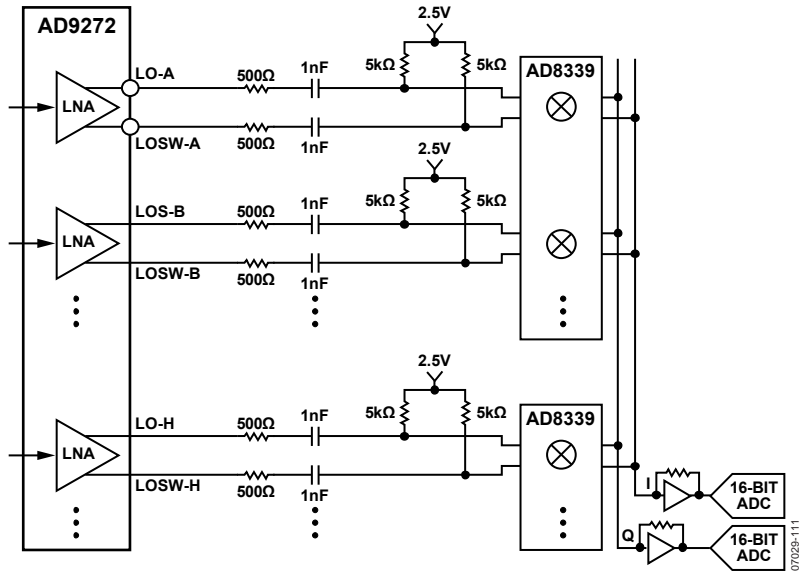 AD9272
2.5V
LO-A
500Ω
1nF
5kΩ
5kΩ
AD8339
LNA
LOSW-A
500Ω
1nF
2.5V
LOS-B
500Ω
1nF
5kΩ
5kΩ
LNA
LOSW-B
500Ω
1nF
2.5V
LO-H
500Ω
1nF
5kΩ
5kΩ
AD8339
LNA
LOSW-H
500Ω
1nF
I
16-BIT
ADC
Q
16-BIT
ADC
07029-111